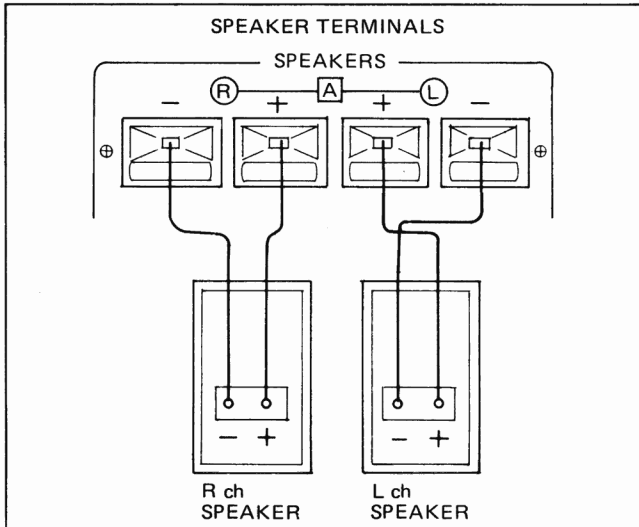 SPEAKER TERMINALS
SPEAKERS
R A L
− + + −
− + − +
R ch
SPEAKER
L ch
SPEAKER